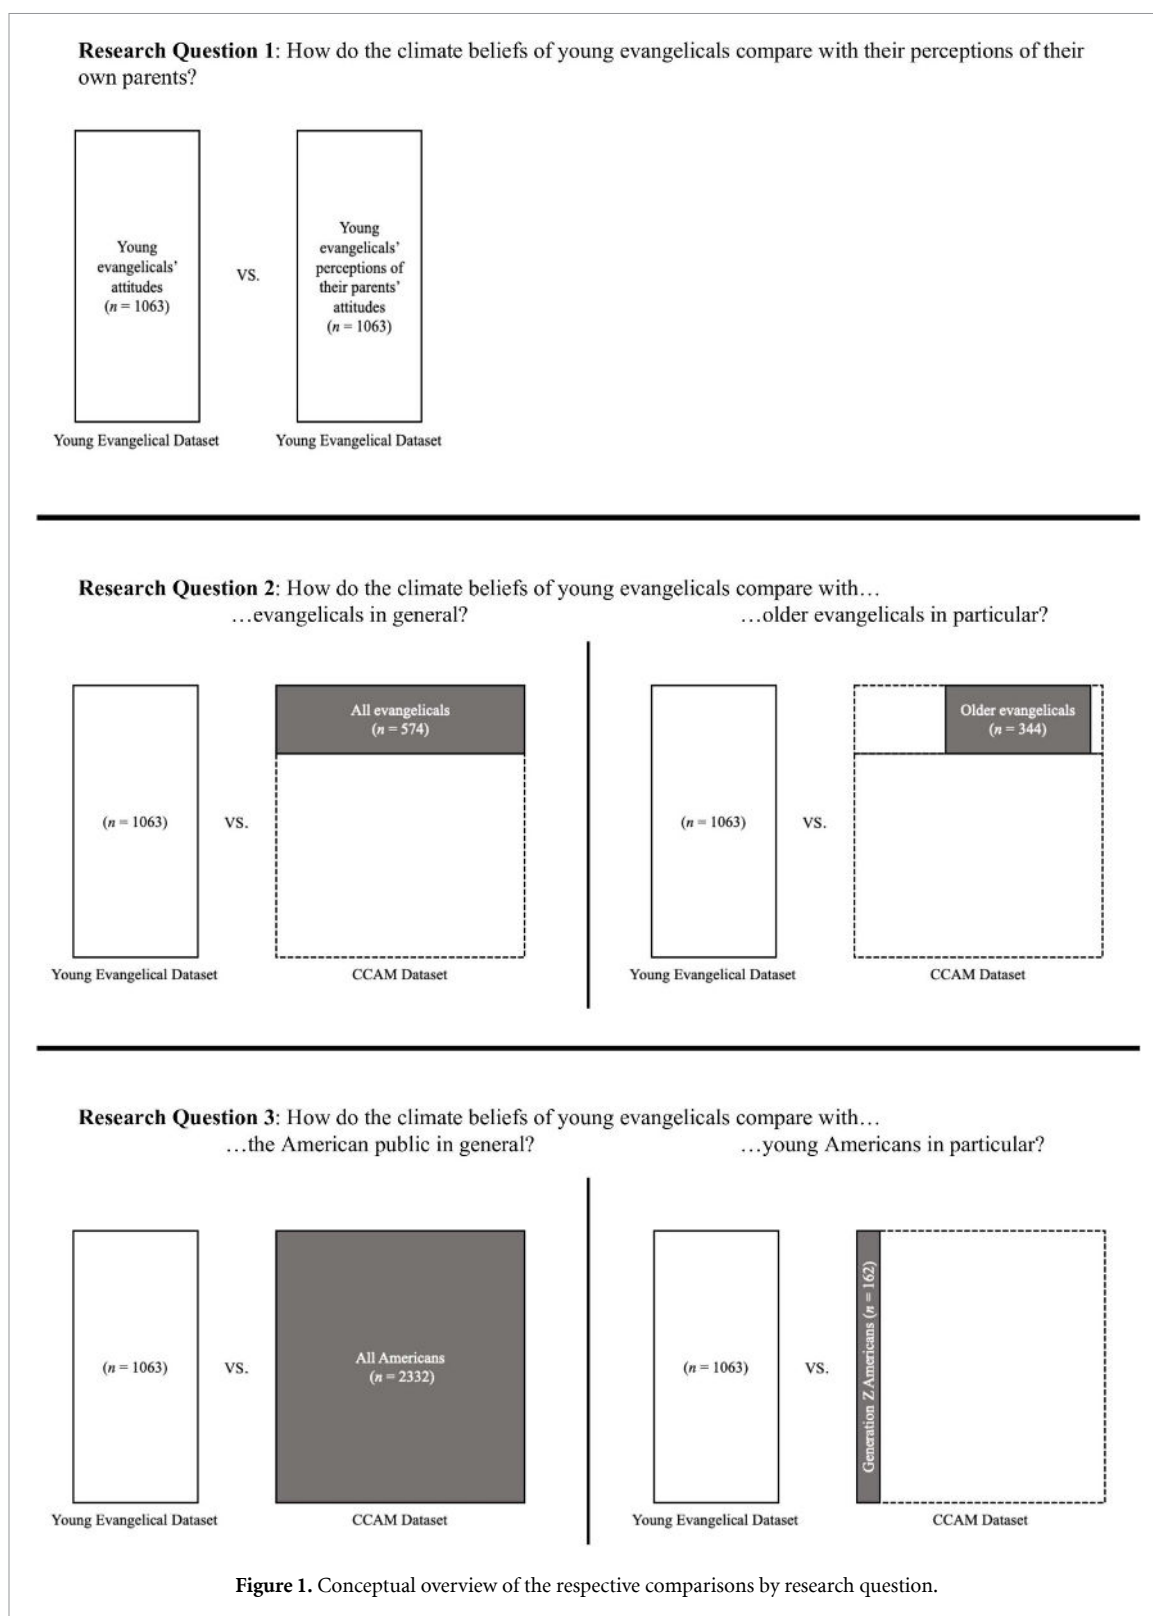 Research Question 1: How do the climate beliefs of young evangelicals compare with their perceptions of their
own parents?
Young
evangelicals’
attitudes
(n = 1063)
VS.
Young
evangelicals’
perceptions of
their parents’
attitudes
(n = 1063)
Young Evangelical Dataset
Young Evangelical Dataset
Research Question 2: How do the climate beliefs of young evangelicals compare with…
…evangelicals in general?
…older evangelicals in particular?
(n = 1063)
VS.
All evangelicals
(n = 574)
Young Evangelical Dataset
CCAM Dataset
(n = 1063)
VS.
Older evangelicals
(n = 344)
Young Evangelical Dataset
CCAM Dataset
Research Question 3: How do the climate beliefs of young evangelicals compare with…
…the American public in general?
…young Americans in particular?
(n = 1063)
VS.
All Americans
(n = 2332)
Young Evangelical Dataset
CCAM Dataset
(n = 1063)
VS.
Generation Z Americans (n = 162)
Young Evangelical Dataset
CCAM Dataset
Figure 1. Conceptual overview of the respective comparisons by research question.